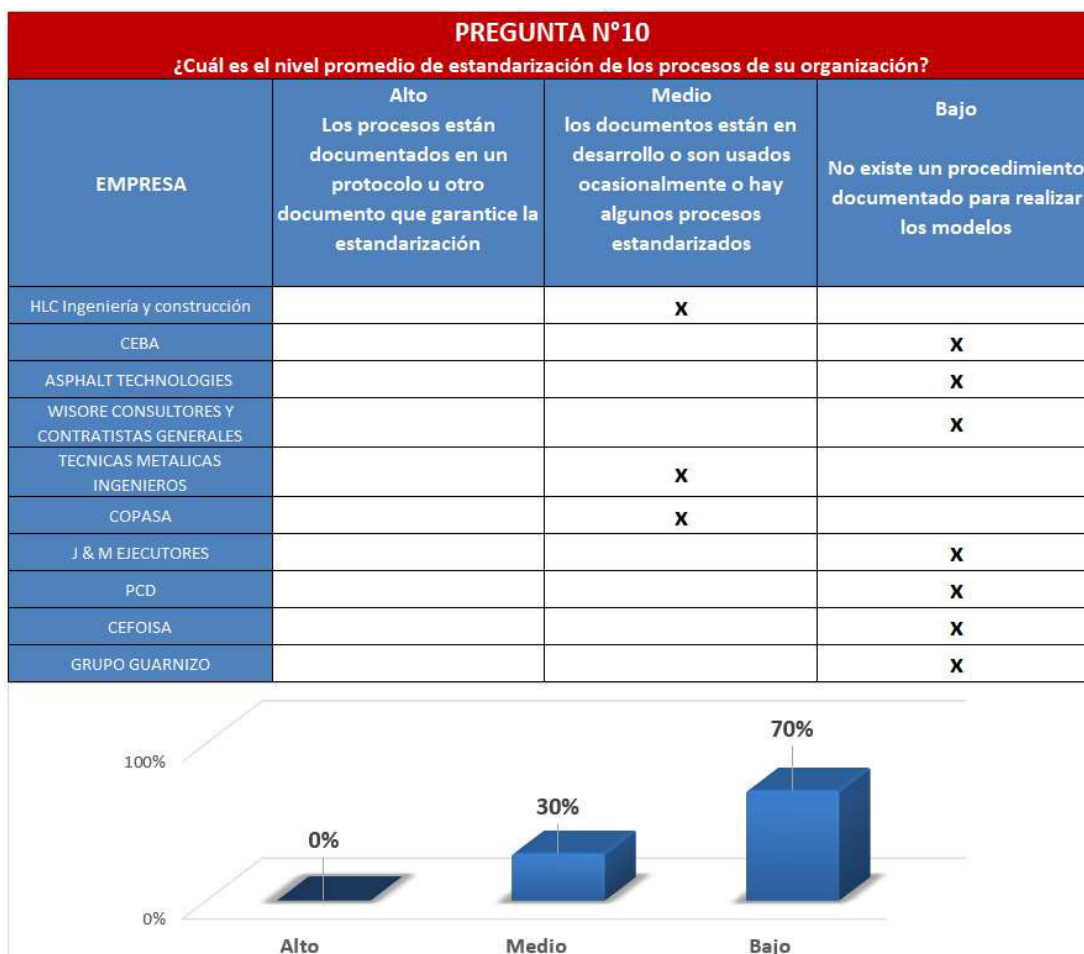 PREGUNTA N°10
¿Cuál es el nivel promedio de estandarización de los procesos de su organización?
EMPRESA
Alto
Los procesos están
documentados en un
protocolo u otro
documento que garantice la
estandarización
Medio
los documentos están en
desarrollo o son usados
ocasionalmente o hay
algunos procesos
estandarizados
Bajo
No existe un procedimiento
documentado para realizar
los modelos
HLC Ingeniería y construcción
x
CEBA
x
ASPHALT TECHNOLOGIES
x
WISORE CONSULTORES Y
CONTRATISTAS GENERALES
x
TECNICAS METALICAS
INGENIEROS
x
COPASA
x
J & M EJECUTORES
x
PCD
x
CEFOISA
x
GRUPO GUARNIZO
x
100%
0%
0%
30%
70%
Alto
Medio
Bajo